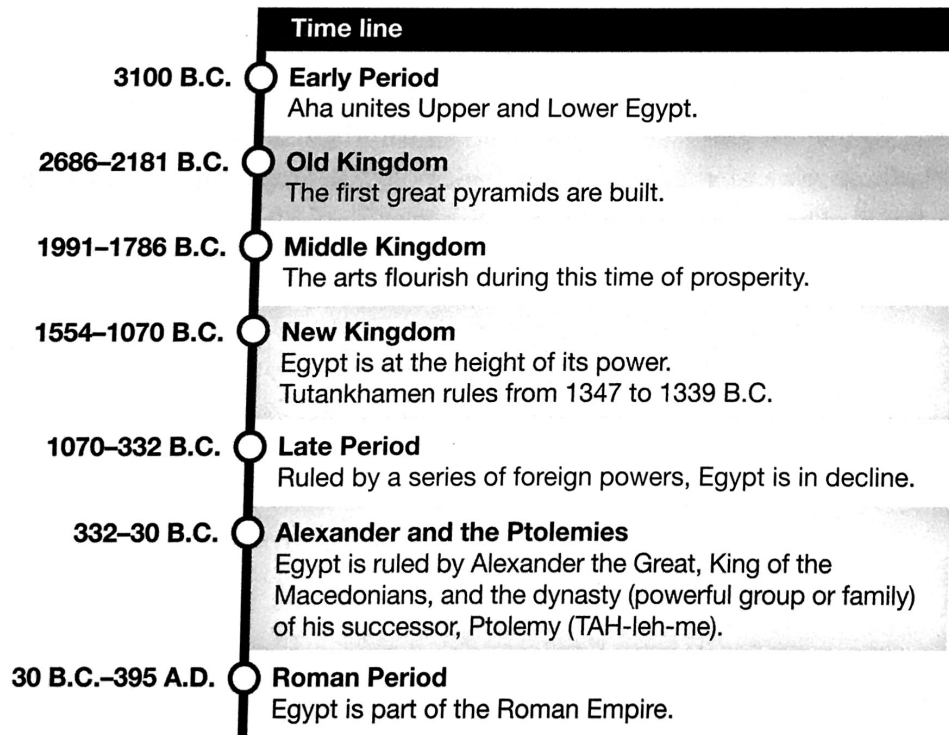 Time line
3100 B.C.
Early Period
Aha unites Upper and Lower Egypt.
2686–2181 B.C.
Old Kingdom
The first great pyramids are built.
1991–1786 B.C.
Middle Kingdom
The arts flourish during this time of prosperity.
1554–1070 B.C.
New Kingdom
Egypt is at the height of its power.
Tutankhamen rules from 1347 to 1339 B.C.
1070–332 B.C.
Late Period
Ruled by a series of foreign powers, Egypt is in decline.
332–30 B.C.
Alexander and the Ptolemies
Egypt is ruled by Alexander the Great, King of the
Macedonians, and the dynasty (powerful group or family)
of his successor, Ptolemy (TAH-leh-me).
30 B.C.–395 A.D.
Roman Period
Egypt is part of the Roman Empire.